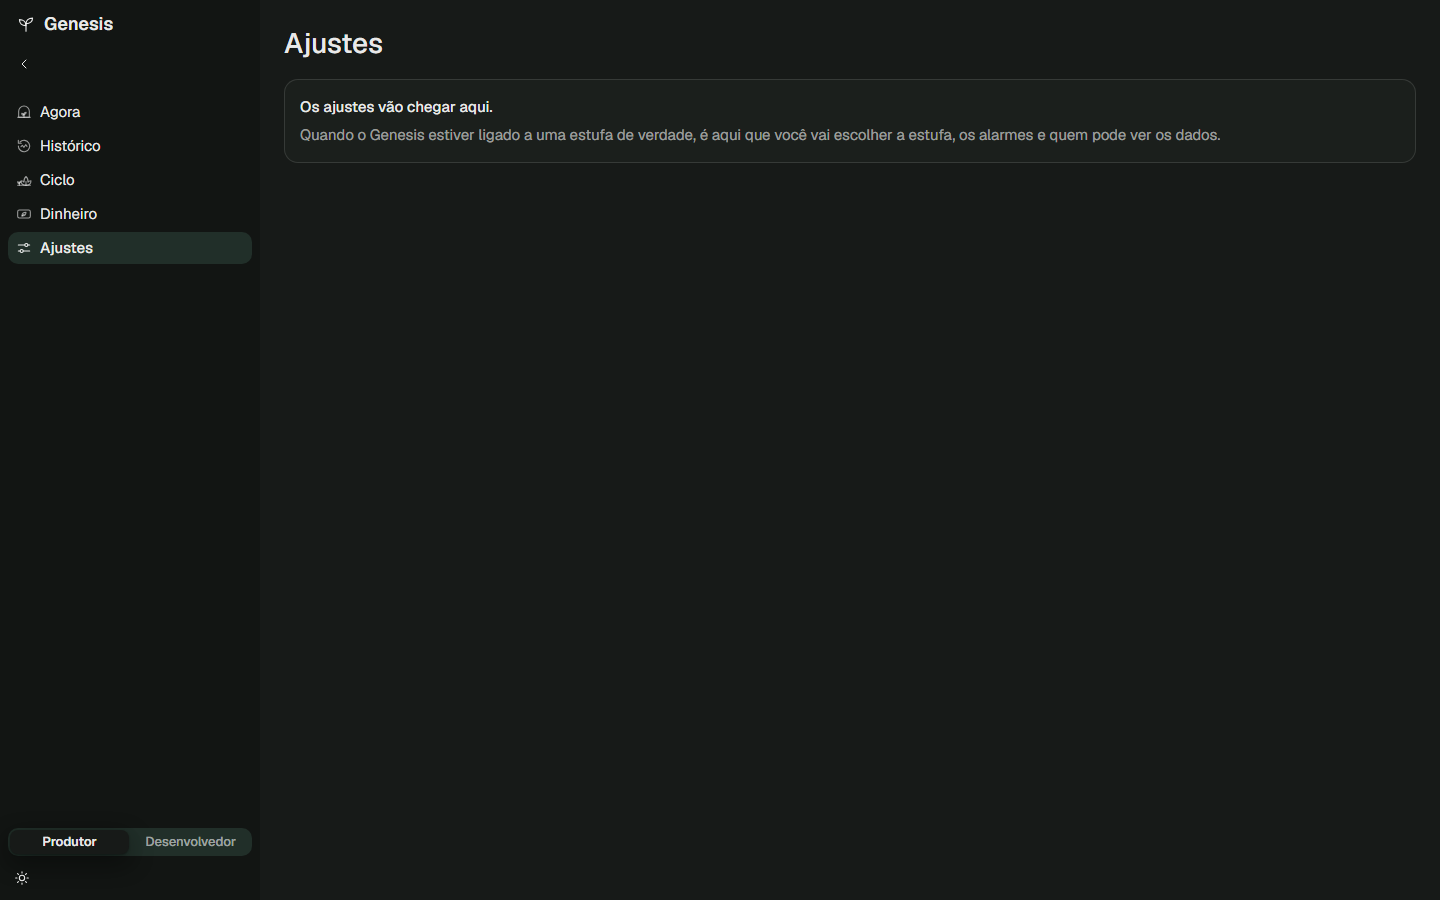 Genesis
Agora
Histórico
Ciclo
Dinheiro
Ajustes
Produtor
Desenvolvedor
Ajustes
Os ajustes vão chegar aqui.
Quando o Genesis estiver ligado a uma estufa de verdade, é aqui que você vai escolher a estufa, os alarmes e quem pode ver os dados.